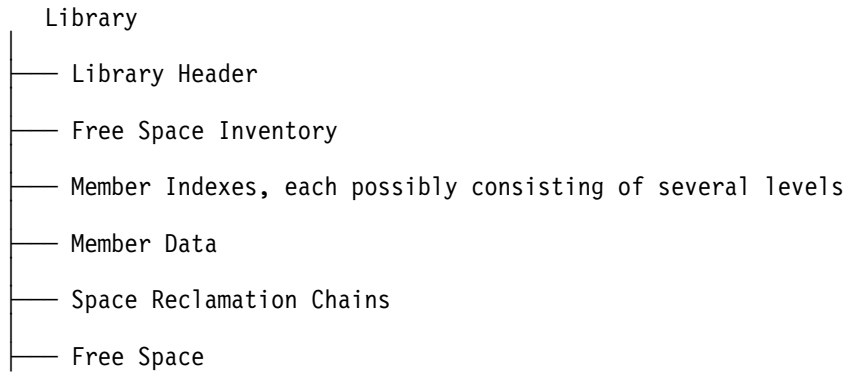 Library
Library Header
Free Space Inventory
Member Indexes, each possibly consisting of several levels
Member Data
Space Reclamation Chains
Free Space